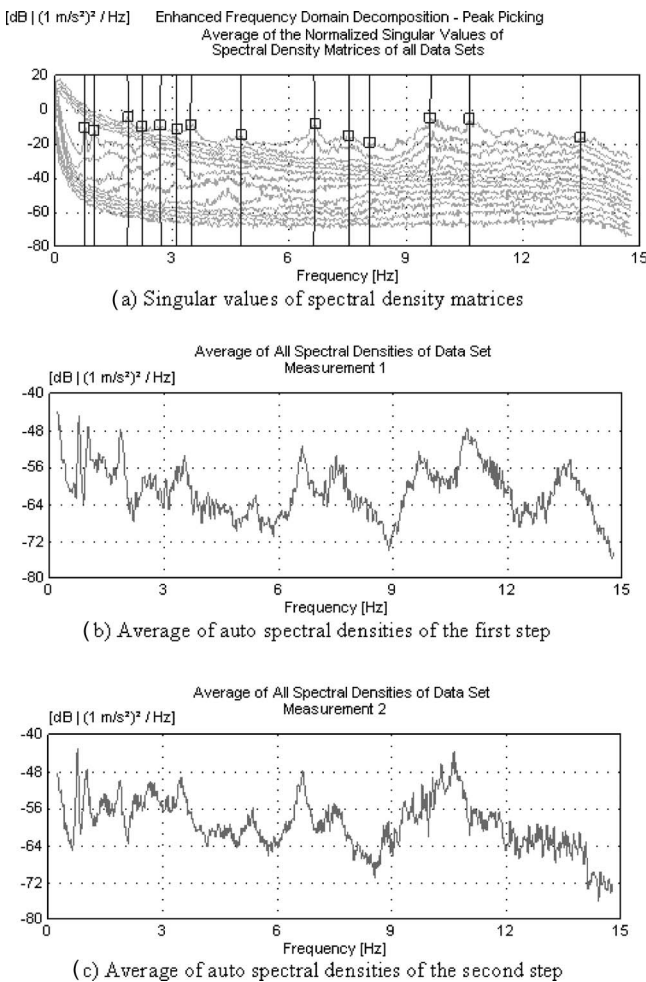 [dB | (1 m/s²)² / Hz] Enhanced Frequency Domain Decomposition - Peak Picking
Average of the Normalized Singular Values of
Spectral Density Matrices of all Data Sets
20
0
-20
-40
-60
-80
0 3 6 9 12 15
Frequency [Hz]
(a) Singular values of spectral density matrices
Average of All Spectral Densities of Data Set
[dB | (1 m/s²)² / Hz] Measurement 1
-40
-48
-56
-64
-72
-80
0 3 6 9 12 15
Frequency [Hz]
(b) Average of auto spectral densities of the first step
Average of All Spectral Densities of Data Set
[dB | (1 m/s²)² / Hz] Measurement 2
-40
-48
-56
-64
-72
-80
0 3 6 9 12 15
Frequency [Hz]
(c) Average of auto spectral densities of the second step